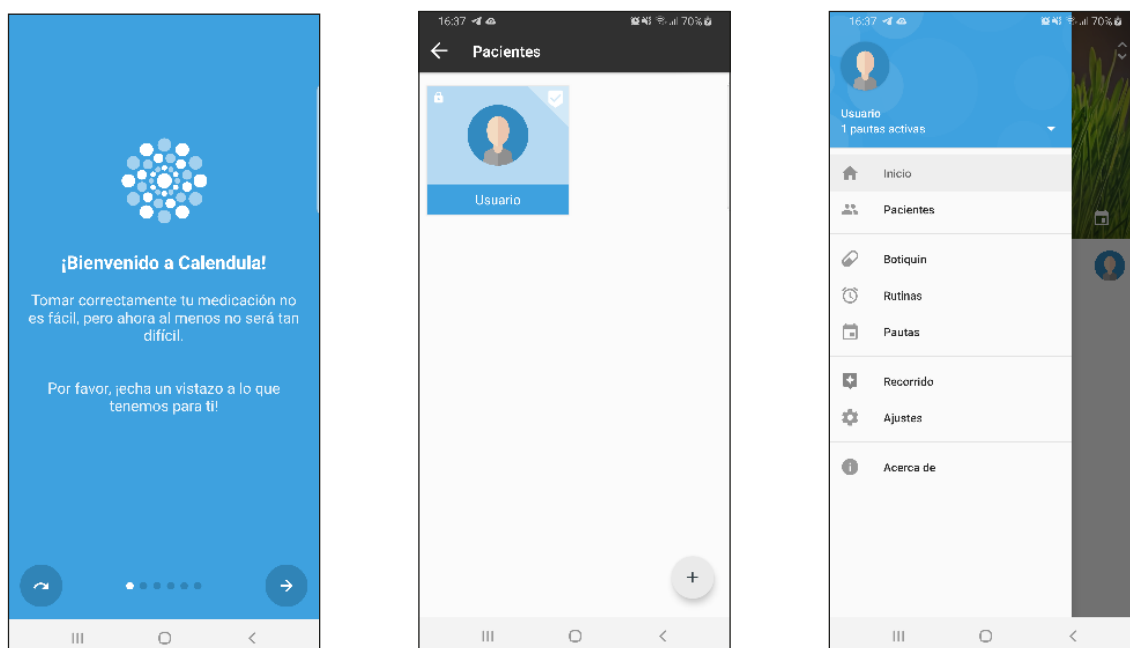 ¡Bienvenido a Calendula!
Tomar correctamente tu medicación no
es fácil, pero ahora al menos no será tan
difícil.
Por favor, ¡echa un vistazo a lo que
tenemos para ti!
16:37
70%
Pacientes
Usuario
16:37
70%
Usuario
1 pautas activas
Inicio
Pacientes
Botiquin
Rutinas
Pautas
Recorrido
Ajustes
Acerca de